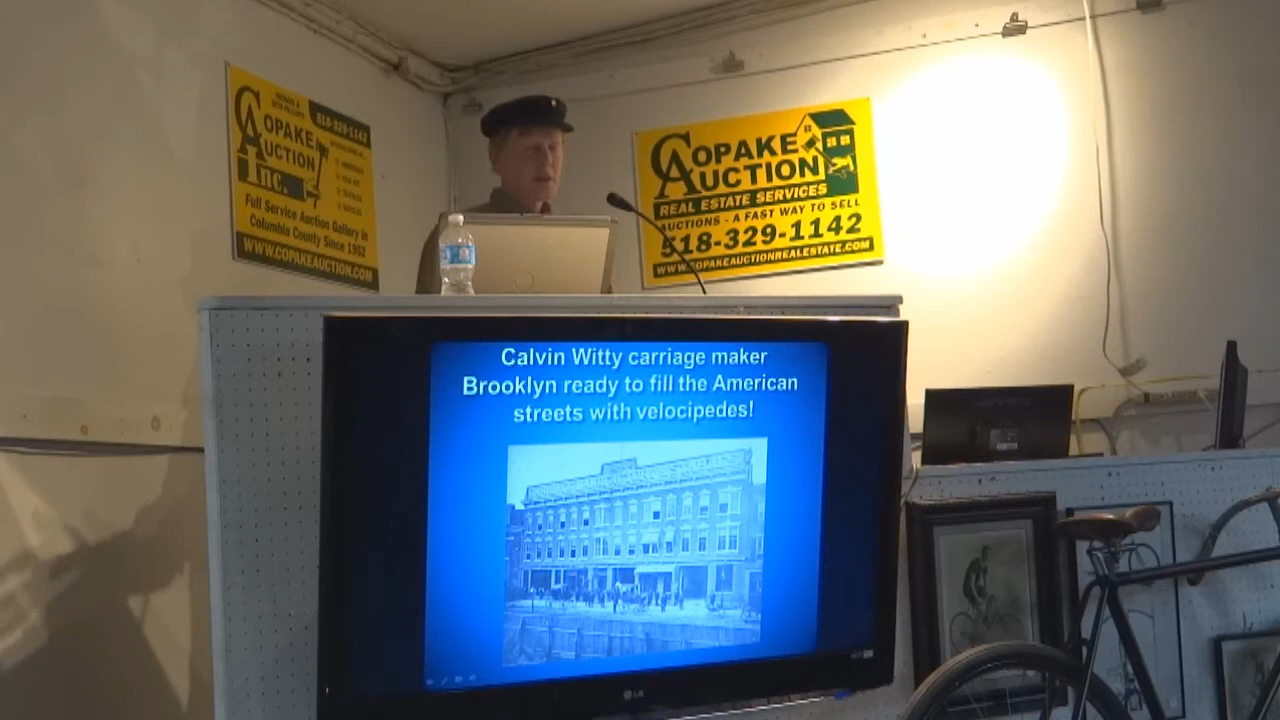 518-329-1142
COPAKE
AUCTION
Inc.
Full Service Auction Gallery in
Columbia County Since 1962
WWW.COPAKEAUCTION.COM
COPAKE
AUCTION
REAL ESTATE SERVICES
AUCTIONS - A FAST WAY TO SELL
518-329-1142
WWW.COPAKEAUCTIONREALESTATE.COM
Calvin Witty carriage maker
Brooklyn ready to fill the American
streets with velocipedes!
LG